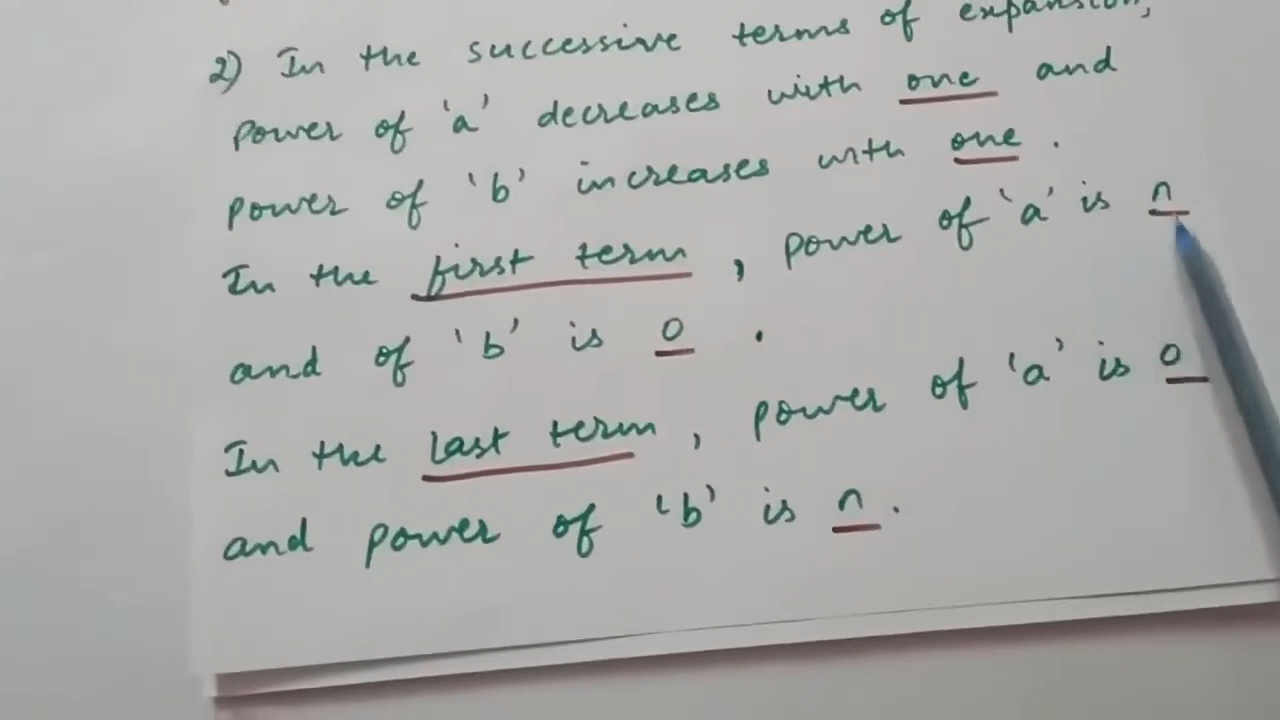 2) In the successive terms of expansion,
power of 'a' decreases with one and
power of 'b' increases with one.
In the first term, power of 'a' is n
and of 'b' is 0.
In the last term, power of 'a' is 0
and power of 'b' is n.